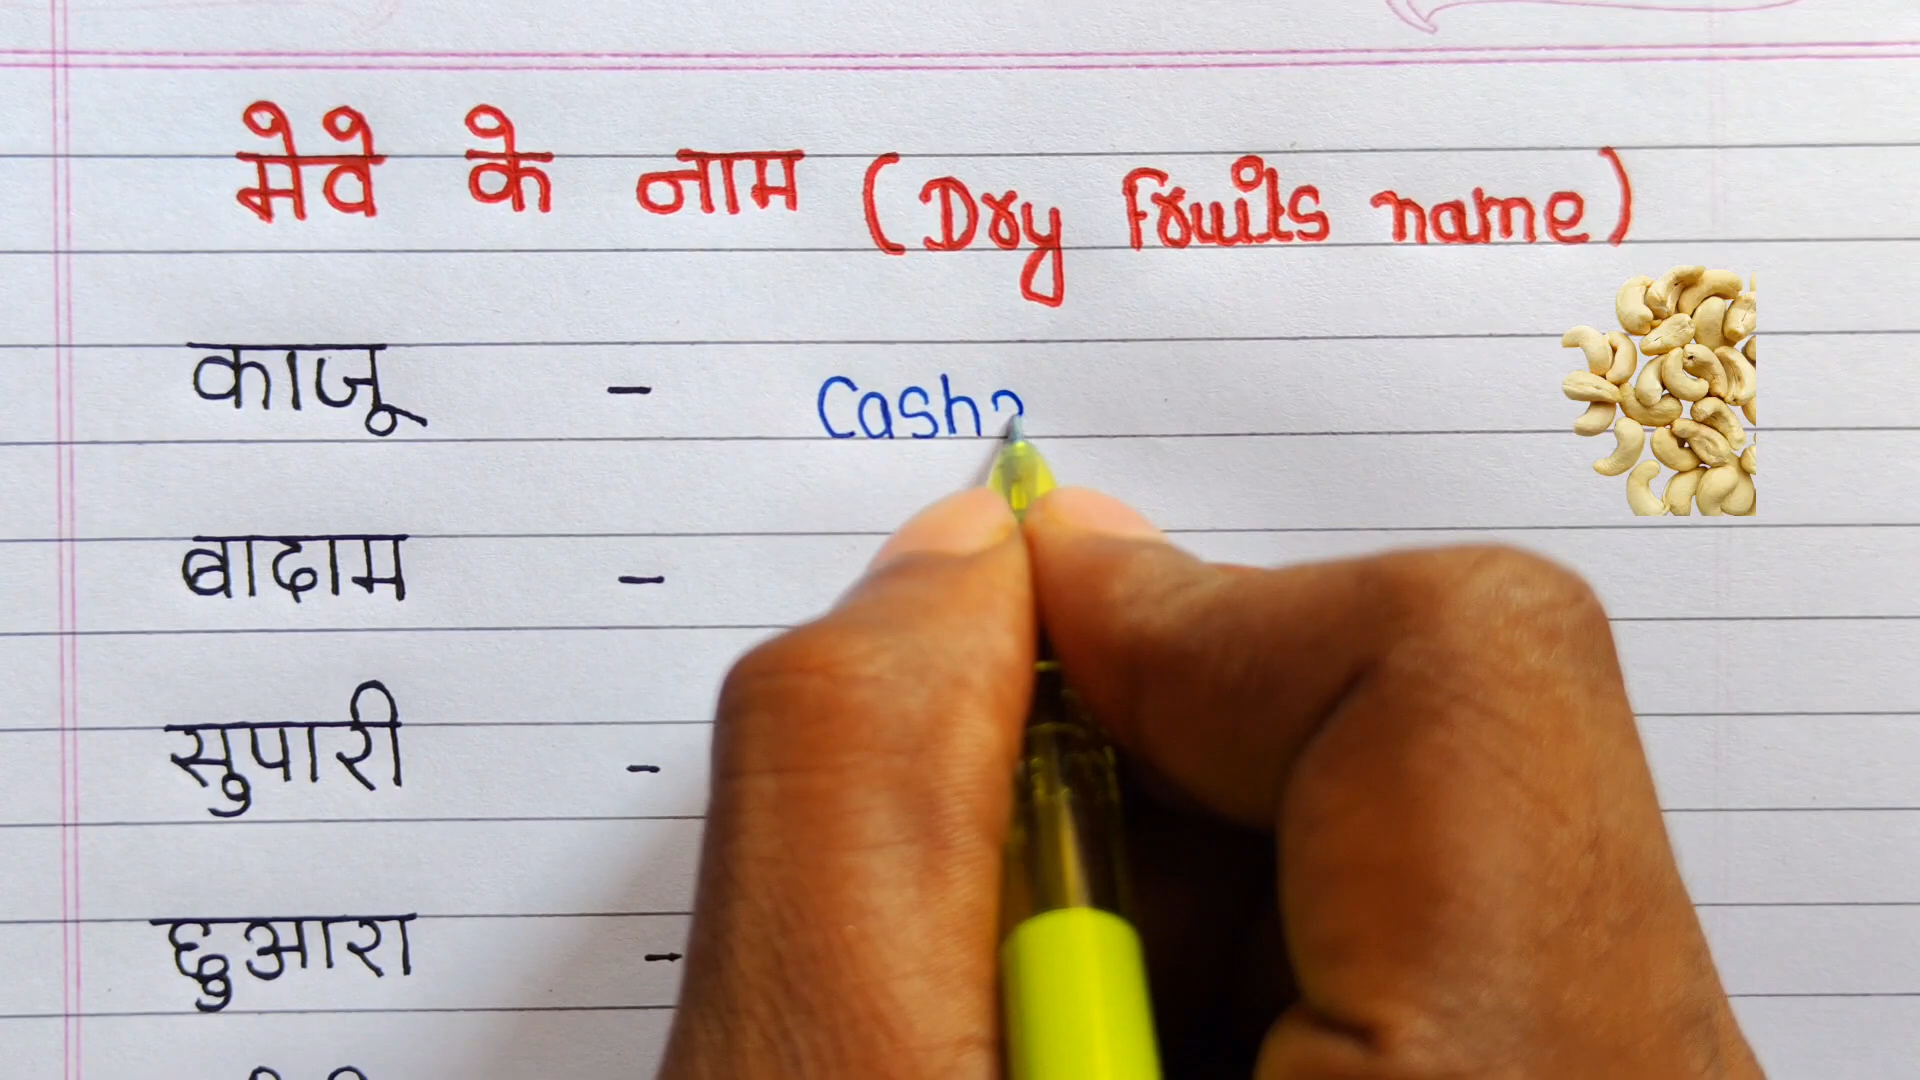 मेवे के नाम (Dry Fruits name)
काजू - Cash
बादाम -
सुपारी -
छुआरा -